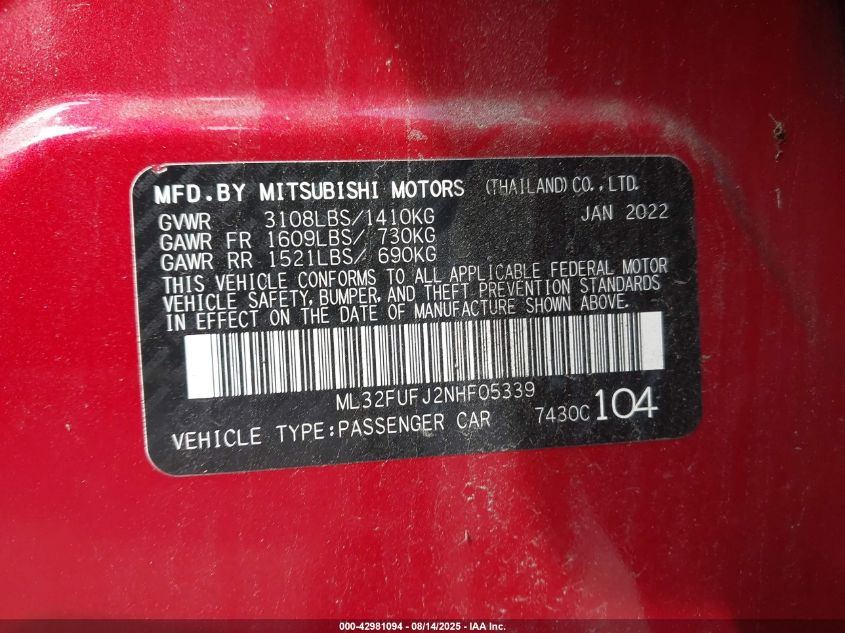 MFD.BY MITSUBISHI MOTORS (THAILAND) CO.,LTD.
GVWR 3108LBS/1410KG JAN 2022
GAWR FR 1609LBS/ 730KG
GAWR RR 1521LBS/ 690KG
THIS VEHICLE CONFORMS TO ALL APPLICABLE FEDERAL MOTOR
VEHICLE SAFETY, BUMPER, AND THEFT PREVENTION STANDARDS
IN EFFECT ON THE DATE OF MANUFACTURE SHOWN ABOVE.
ML32FUFJ2NHF05339
VEHICLE TYPE:PASSENGER CAR 7430C 104
000-42981094 - 08/14/2025 - IAA Inc.